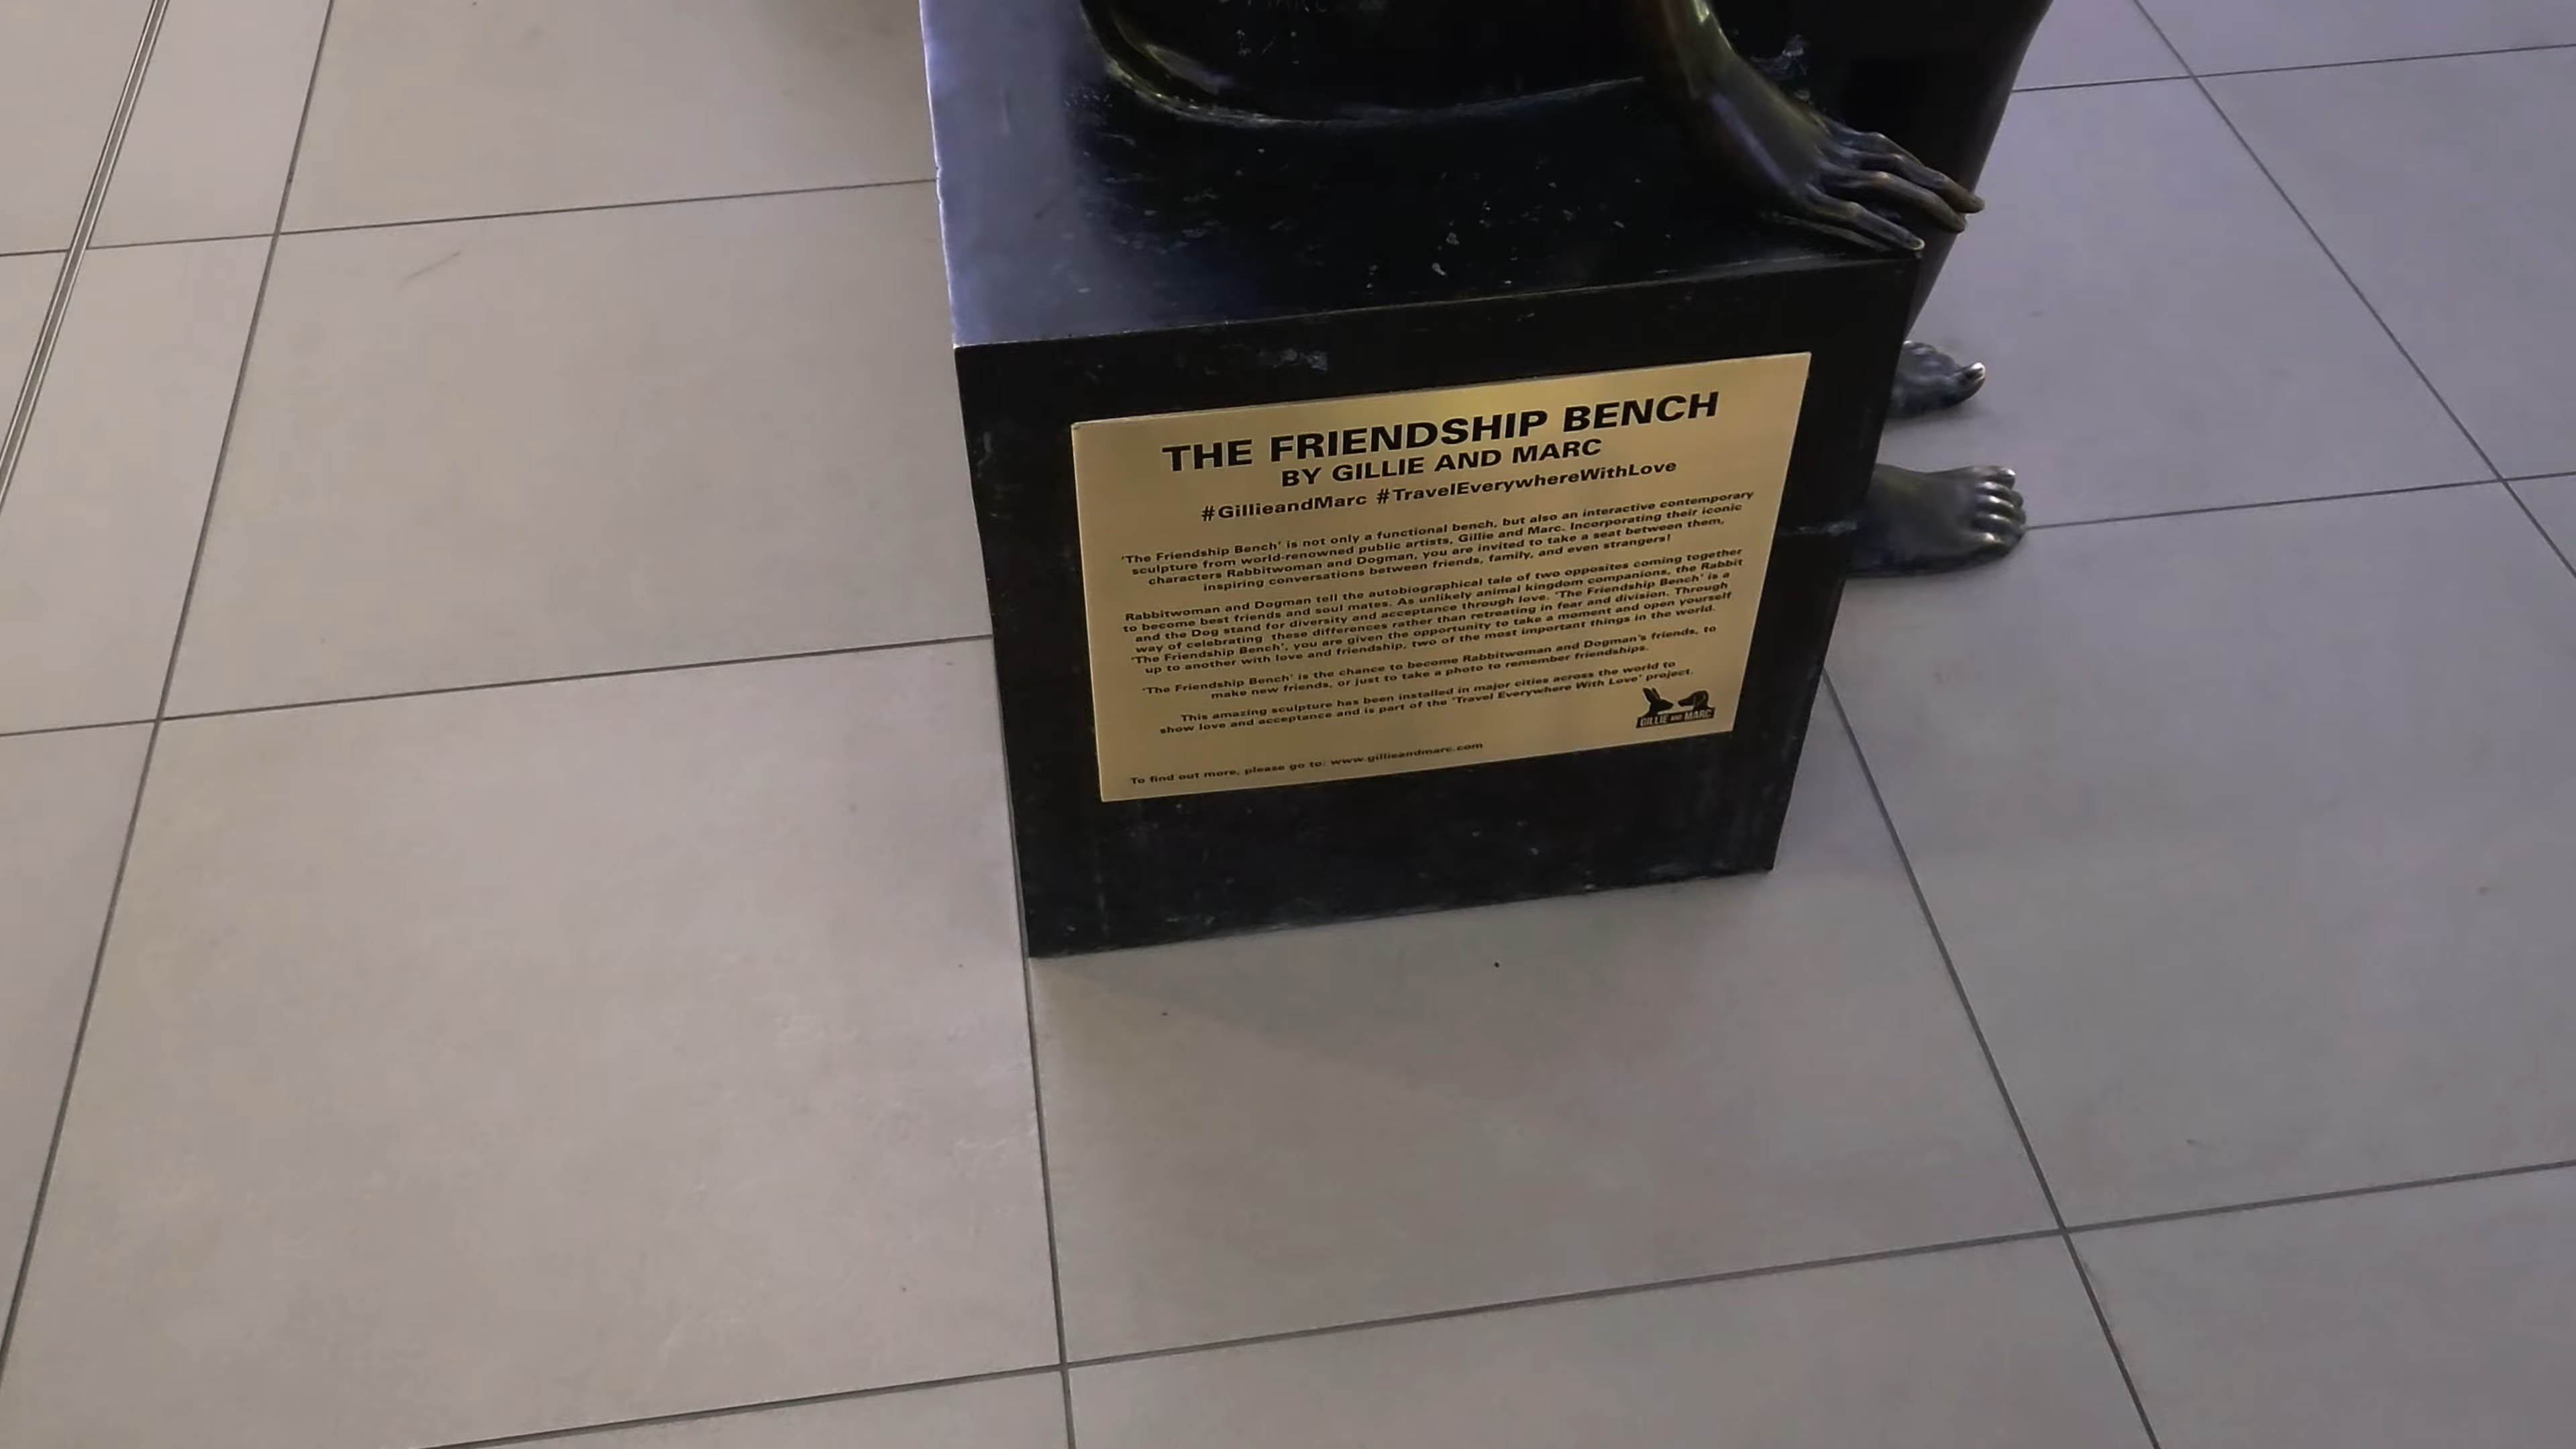 THE FRIENDSHIP BENCH
BY GILLIE AND MARC
#GillieandMarc #TravelEverywhereWithLove
'The Friendship Bench' is not only a functional bench, but also an interactive contemporary
sculpture from world-renowned public artists, Gillie and Marc. Incorporating their iconic
characters Rabbitwoman and Dogman, you are invited to take a seat between them,
inspiring conversations between friends, family, and even strangers!
Rabbitwoman and Dogman tell the autobiographical tale of two opposites coming together
to become best friends and soul mates. As unlikely animal kingdom companions, the Rabbit
and the Dog stand for diversity and acceptance through love. 'The Friendship Bench' is a
way of celebrating these differences rather than retreating in fear and division. Through
'The Friendship Bench', you are given the opportunity to take a moment and open yourself
up to another with love and friendship, two of the most important things in the world.
'The Friendship Bench' is the chance to become Rabbitwoman and Dogman's friends, to
make new friends, or just to take a photo to remember friendships.
This amazing sculpture has been installed in major cities across the world to
show love and acceptance and is part of the 'Travel Everywhere With Love' project.
GILLIE AND MARC
To find out more, please go to: www.gillieandmarc.com